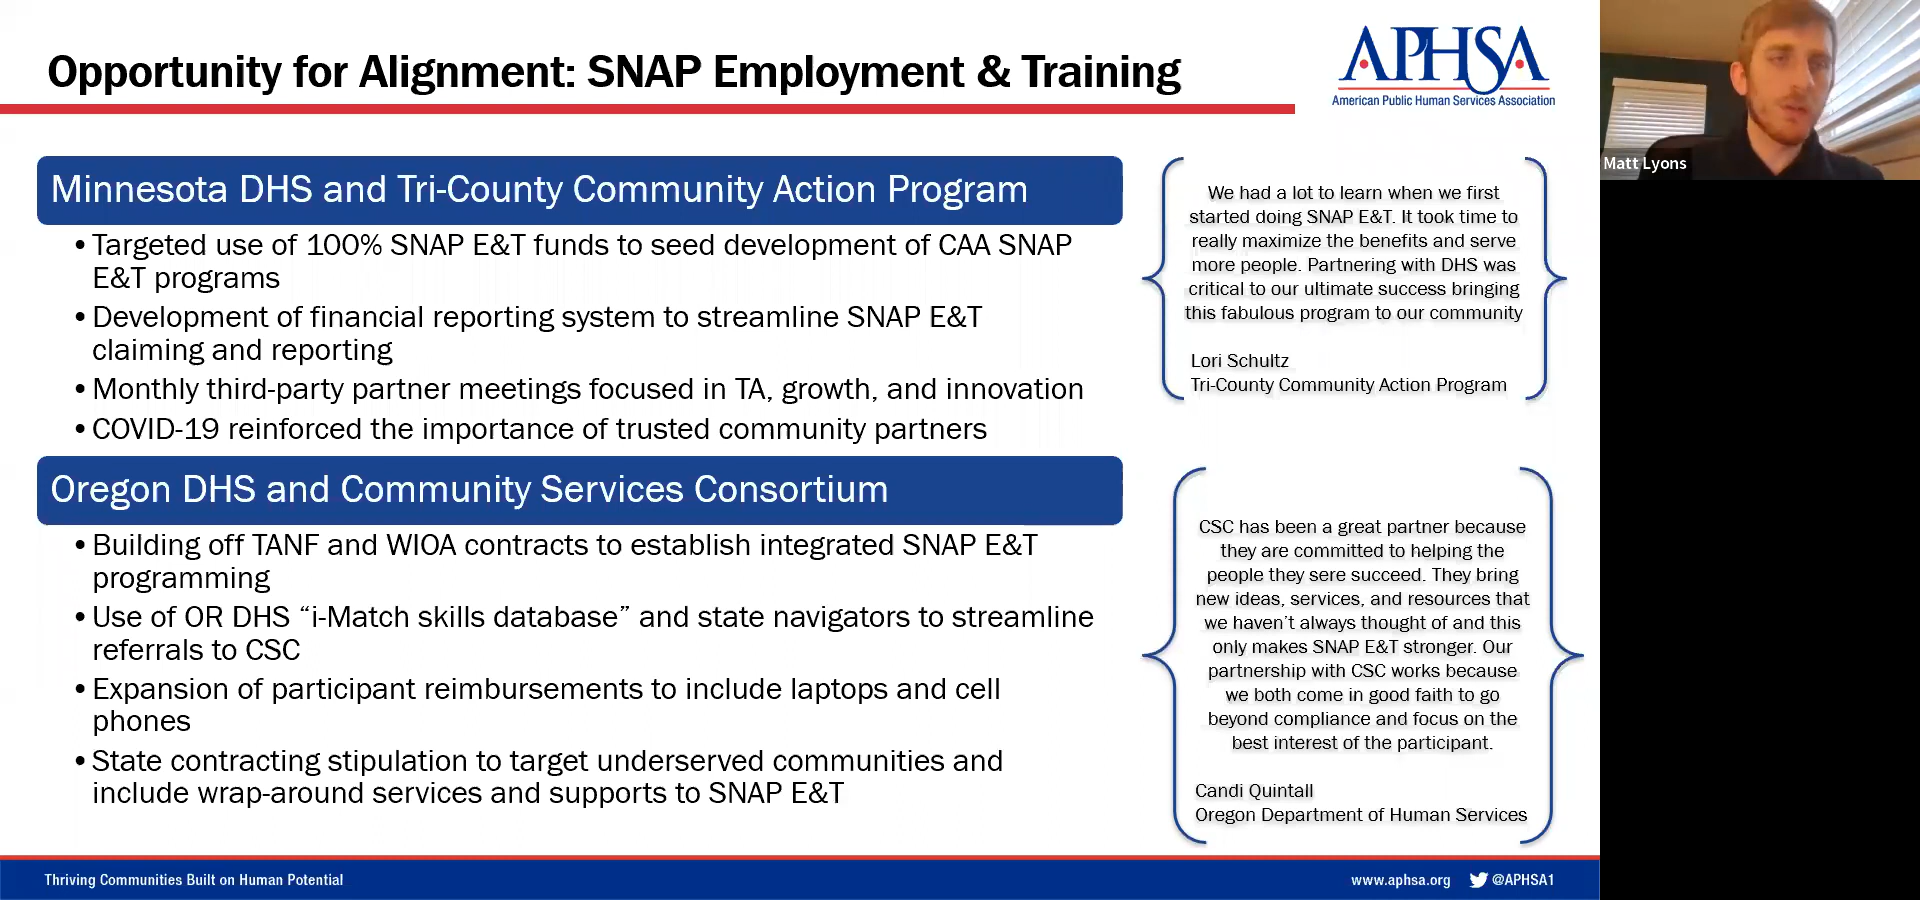 Opportunity for Alignment: SNAP Employment & Training
APHSA
American Public Human Services Association
Matt Lyons
Minnesota DHS and Tri-County Community Action Program
• Targeted use of 100% SNAP E&T funds to seed development of CAA SNAP
E&T programs
• Development of financial reporting system to streamline SNAP E&T
claiming and reporting
• Monthly third-party partner meetings focused in TA, growth, and innovation
• COVID-19 reinforced the importance of trusted community partners
We had a lot to learn when we first
started doing SNAP E&T. It took time to
really maximize the benefits and serve
more people. Partnering with DHS was
critical to our ultimate success bringing
this fabulous program to our community
Lori Schultz
Tri-County Community Action Program
Oregon DHS and Community Services Consortium
• Building off TANF and WIOA contracts to establish integrated SNAP E&T
programming
• Use of OR DHS “i-Match skills database” and state navigators to streamline
referrals to CSC
• Expansion of participant reimbursements to include laptops and cell
phones
• State contracting stipulation to target underserved communities and
include wrap-around services and supports to SNAP E&T
CSC has been a great partner because
they are committed to helping the
people they sere succeed. They bring
new ideas, services, and resources that
we haven’t always thought of and this
only makes SNAP E&T stronger. Our
partnership with CSC works because
we both come in good faith to go
beyond compliance and focus on the
best interest of the participant.
Candi Quintall
Oregon Department of Human Services
Thriving Communities Built on Human Potential
www.aphsa.org @APHSA1